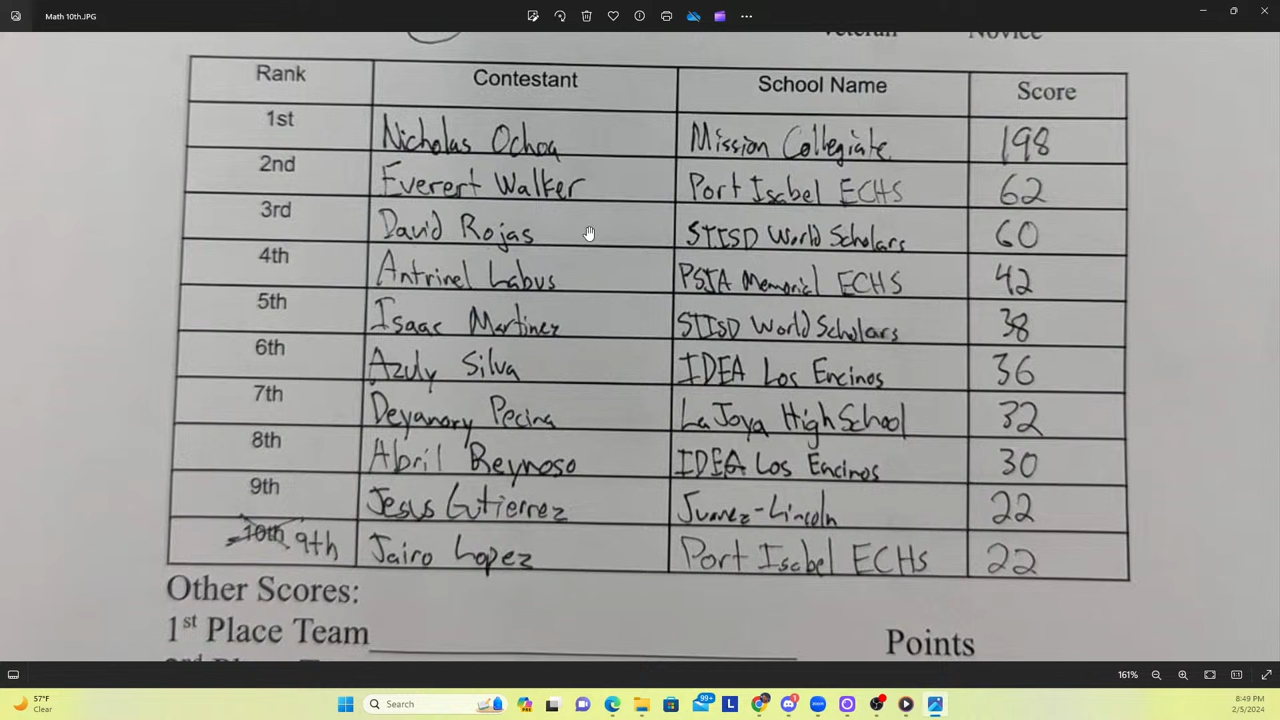 Math 10th.JPG
Veteran Novice
Rank Contestant School Name Score
1st Nicholas Ochoa Mission Collegiate 198
2nd Everert Walker Port Isabel ECHS 62
3rd David Rojas STISD World Scholars 60
4th Antrinel Labus PSJA Memorial ECHS 42
5th Isaac Martinez STISD World Scholars 38
6th Azuly Silva IDEA Los Encinos 36
7th Deyanory Pecina La Joya High School 32
8th Abril Reynoso IDEA Los Encinos 30
9th Jesus Gutierrez Juarez-Lincoln 22
10th 9th Jairo Lopez Port Isabel ECHS 22
Other Scores:
1st Place Team Points
161%
57°F
Clear
Search
99+
8:49 PM
2/5/2024